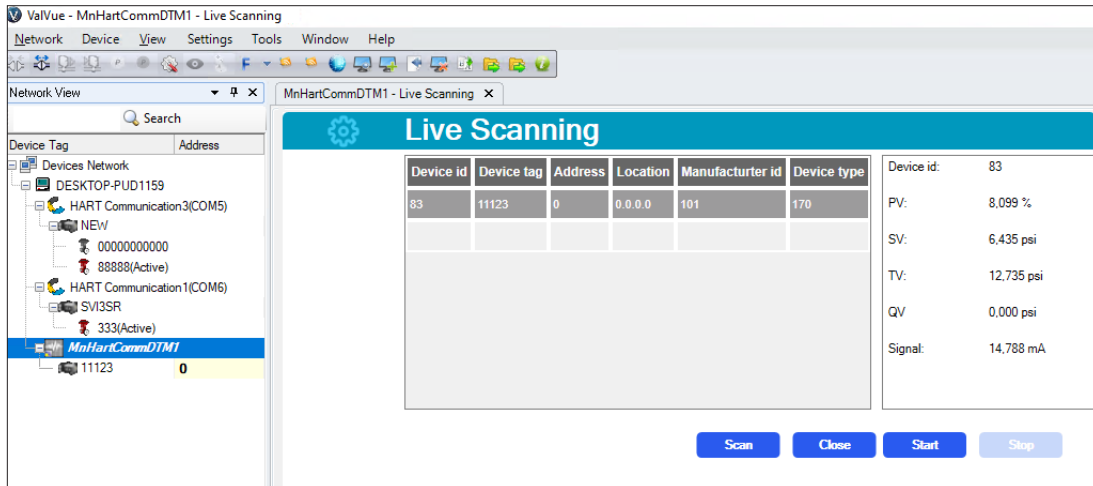 ValVue - MnHartCommDTM1 - Live Scanning
Network Device View Settings Tools Window Help
F
Network View
MnHartCommDTM1 - Live Scanning
Search
Device Tag Address
Devices Network
DESKTOP-PUD1159
HART Communication3(COM5)
NEW
00000000000
88888(Active)
HART Communication1(COM6)
SVI3SR
333(Active)
MnHartCommDTM1
11123 0
Live Scanning
Device id Device tag Address Location Manufacturter id Device type
83 11123 0 0.0.0.0 101 170
Device id: 83
PV: 8,099 %
SV: 6,435 psi
TV: 12,735 psi
QV 0,000 psi
Signal: 14,788 mA
Scan Close Start Stop